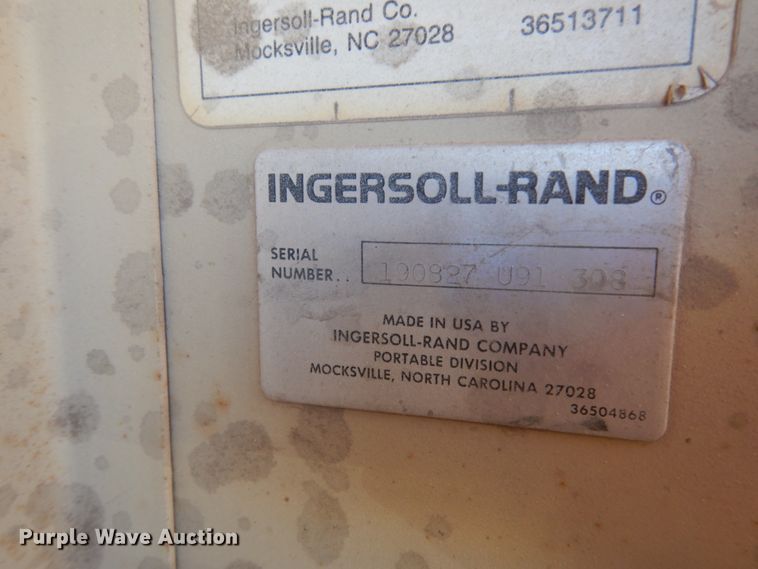 Ingersoll-Rand Co.
Mocksville, NC 27028 36513711
INGERSOLL-RAND®
SERIAL
NUMBER.. 190827 U91 308
MADE IN USA BY
INGERSOLL-RAND COMPANY
PORTABLE DIVISION
MOCKSVILLE, NORTH CAROLINA 27028
36504868
Purple Wave Auction